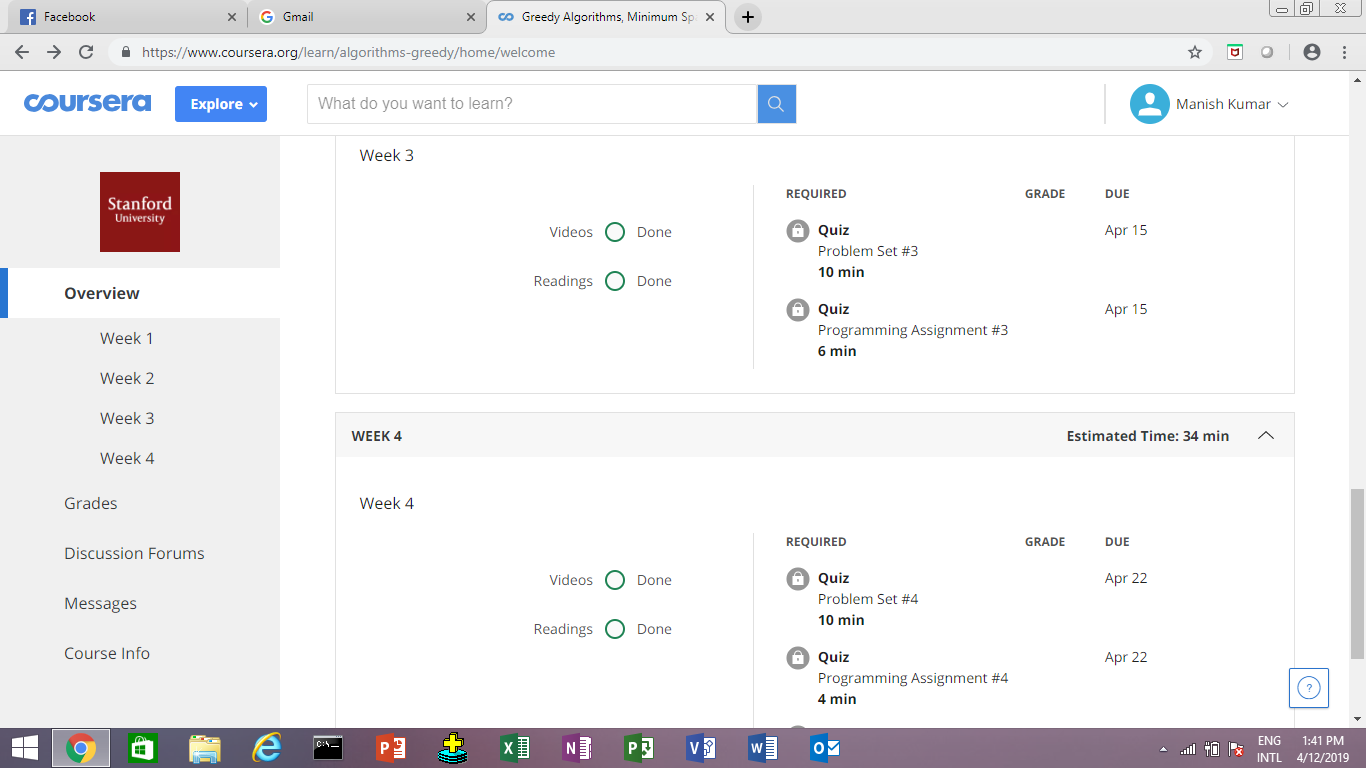 Facebook
Gmail
Greedy Algorithms, Minimum Sp
https://www.coursera.org/learn/algorithms-greedy/home/welcome
coursera
Explore
What do you want to learn?
Manish Kumar
Stanford
University
Overview
Week 1
Week 2
Week 3
Week 4
Grades
Discussion Forums
Messages
Course Info
Week 3
REQUIRED GRADE DUE
Videos Done
Readings Done
Quiz Apr 15
Problem Set #3
10 min
Quiz Apr 15
Programming Assignment #3
6 min
WEEK 4 Estimated Time: 34 min
Week 4
REQUIRED GRADE DUE
Videos Done
Readings Done
Quiz Apr 22
Problem Set #4
10 min
Quiz Apr 22
Programming Assignment #4
4 min
?
ENG 1:41 PM
INTL 4/12/2019